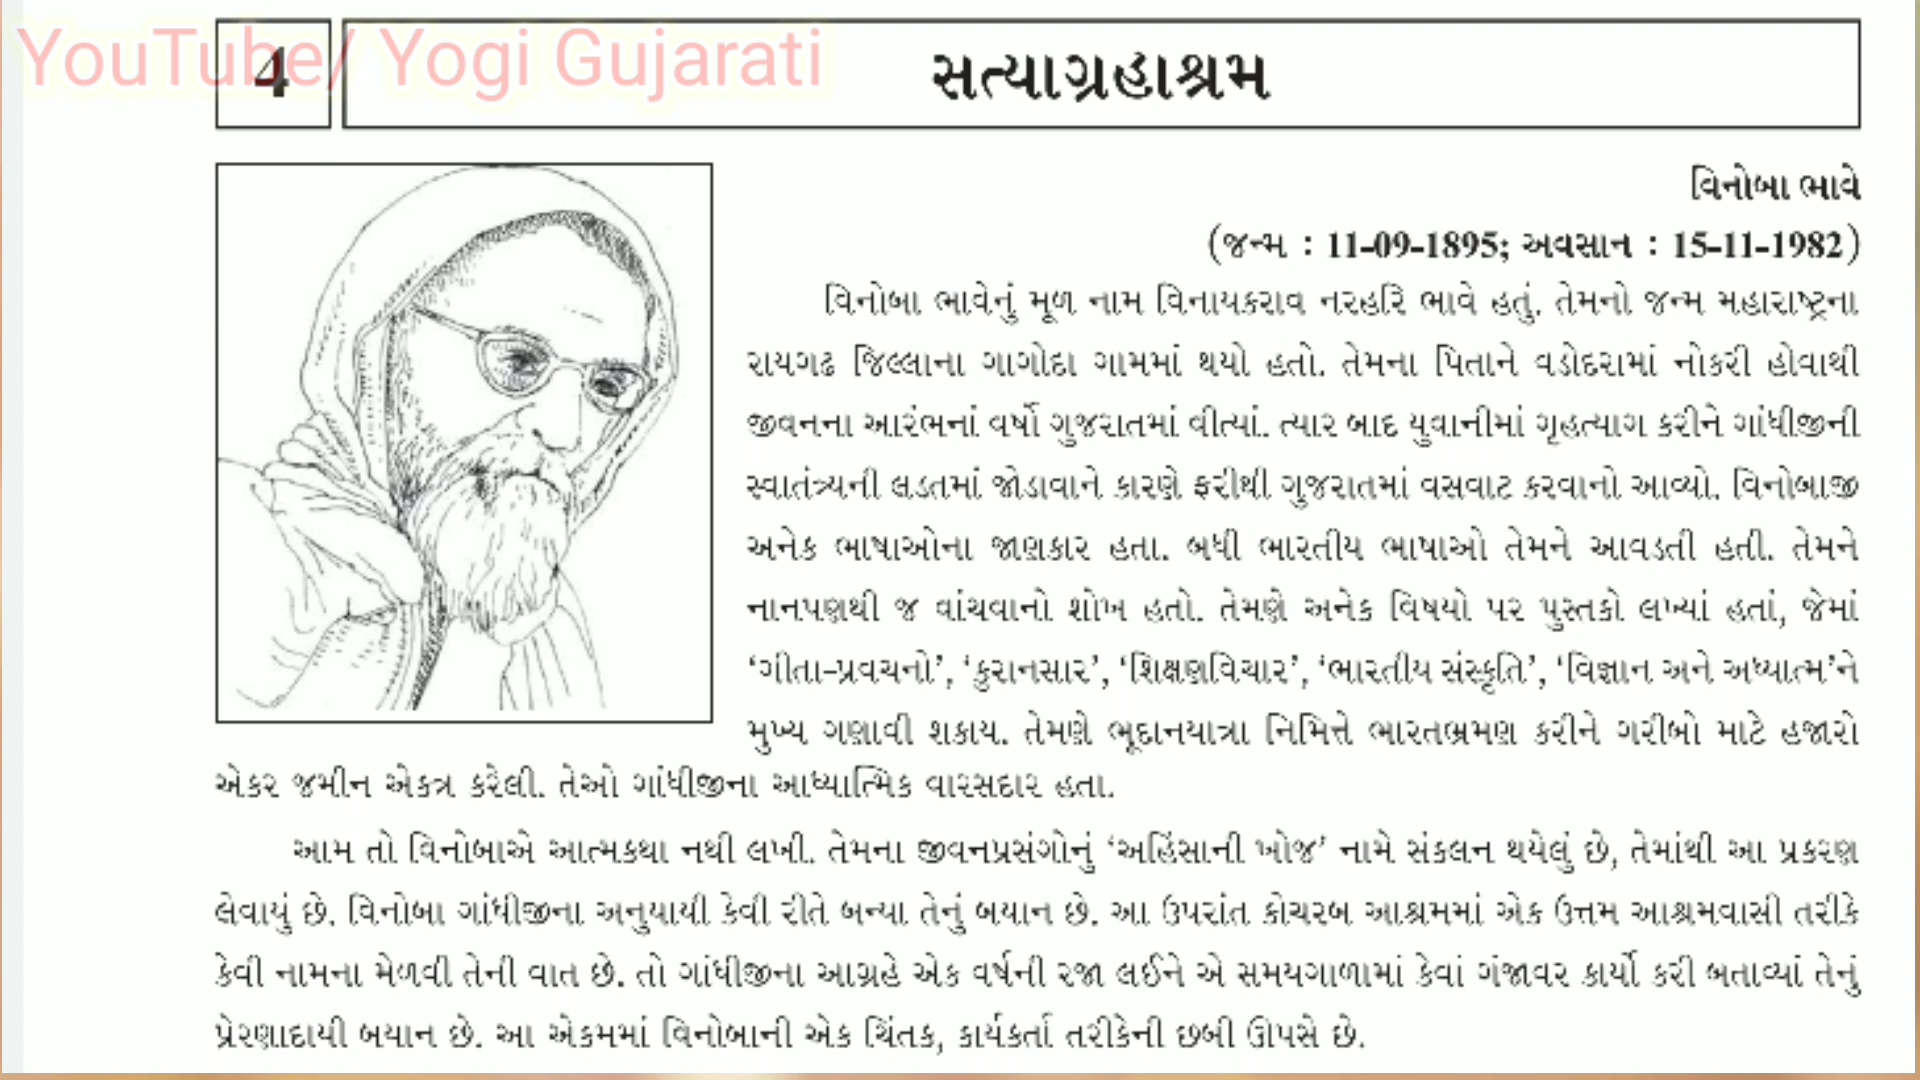 YouTube/ Yogi Gujarati
4
સત્યાગ્રહાશ્રમ
વિનોબા ભાવે
(જન્મ : 11-09-1895; અવસાન : 15-11-1982)
વિનોબા ભાવેનું મૂળ નામ વિનાયકરાવ નરહરિ ભાવે હતું. તેમનો જન્મ મહારાષ્ટ્રના
રાયગઢ જિલ્લાના ગાગોદા ગામમાં થયો હતો. તેમના પિતાને વડોદરામાં નોકરી હોવાથી
જીવનના આરંભનાં વર્ષો ગુજરાતમાં વીત્યાં. ત્યાર બાદ યુવાનીમાં ગૃહત્યાગ કરીને ગાંધીજીની
સ્વાતંત્ર્યની લડતમાં જોડાવાને કારણે ફરીથી ગુજરાતમાં વસવાટ કરવાનો આવ્યો. વિનોબાજી
અનેક ભાષાઓના જાણકાર હતા. બધી ભારતીય ભાષાઓ તેમને આવડતી હતી. તેમને
નાનપણથી જ વાંચવાનો શોખ હતો. તેમણે અનેક વિષયો પર પુસ્તકો લખ્યાં હતાં, જેમાં
‘ગીતા-પ્રવચનો’, ‘કુરાનસાર’, ‘શિક્ષણવિચાર’, ‘ભારતીય સંસ્કૃતિ’, ‘વિજ્ઞાન અને અધ્યાત્મ’ને
મુખ્ય ગણાવી શકાય. તેમણે ભૂદાનયાત્રા નિમિત્તે ભારતભ્રમણ કરીને ગરીબો માટે હજારો
એકર જમીન એકત્ર કરેલી. તેઓ ગાંધીજીના આધ્યાત્મિક વારસદાર હતા.
આમ તો વિનોબાએ આત્મકથા નથી લખી. તેમના જીવનપ્રસંગોનું ‘અહિંસાની ખોજ’ નામે સંકલન થયેલું છે, તેમાંથી આ પ્રકરણ
લેવાયું છે. વિનોબા ગાંધીજીના અનુયાયી કેવી રીતે બન્યા તેનું બયાન છે. આ ઉપરાંત કોચરબ આશ્રમમાં એક ઉત્તમ આશ્રમવાસી તરીકે
કેવી નામના મેળવી તેની વાત છે. તો ગાંધીજીના આગ્રહે એક વર્ષની રજા લઈને એ સમયગાળામાં કેવાં ગંજાવર કાર્યો કરી બતાવ્યાં તેનું
પ્રેરણાદાયી બયાન છે. આ એકમમાં વિનોબાની એક ચિંતક, કાર્યકર્તા તરીકેની છબી ઊપસે છે.